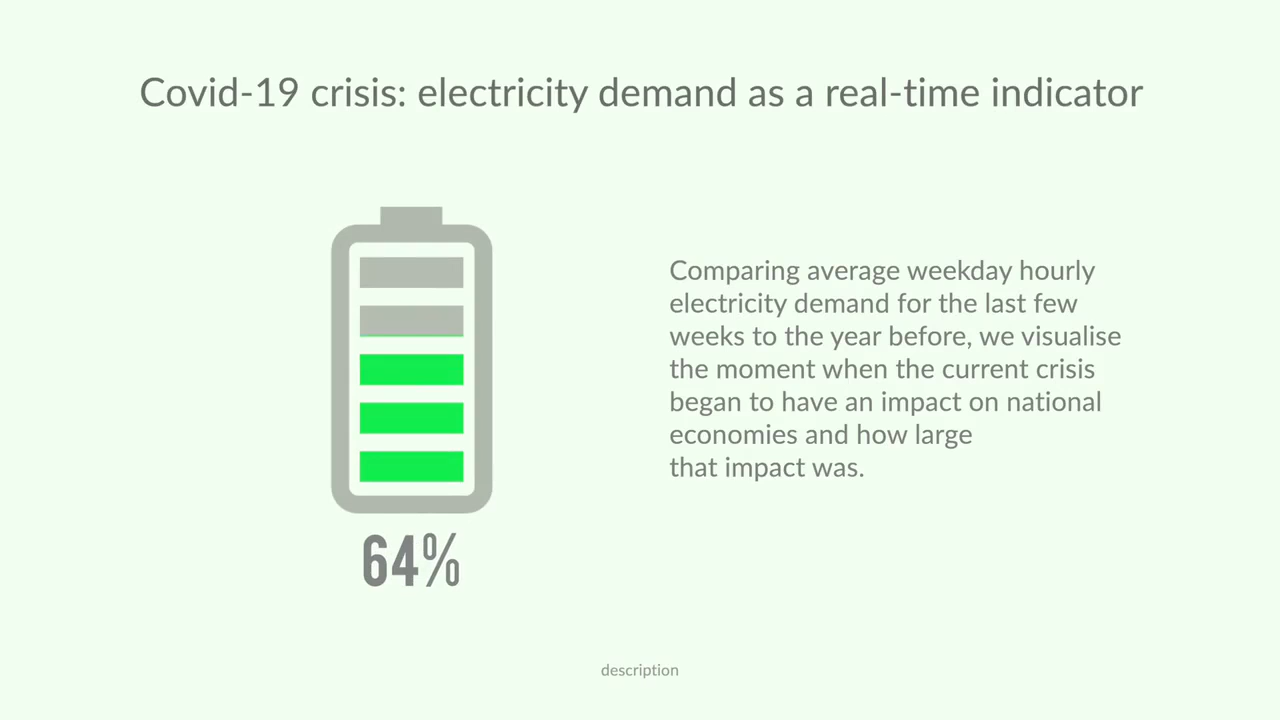 Covid-19 crisis: electricity demand as a real-time indicator
Comparing average weekday hourly
electricity demand for the last few
weeks to the year before, we visualise
the moment when the current crisis
began to have an impact on national
economies and how large
that impact was.
64%
description